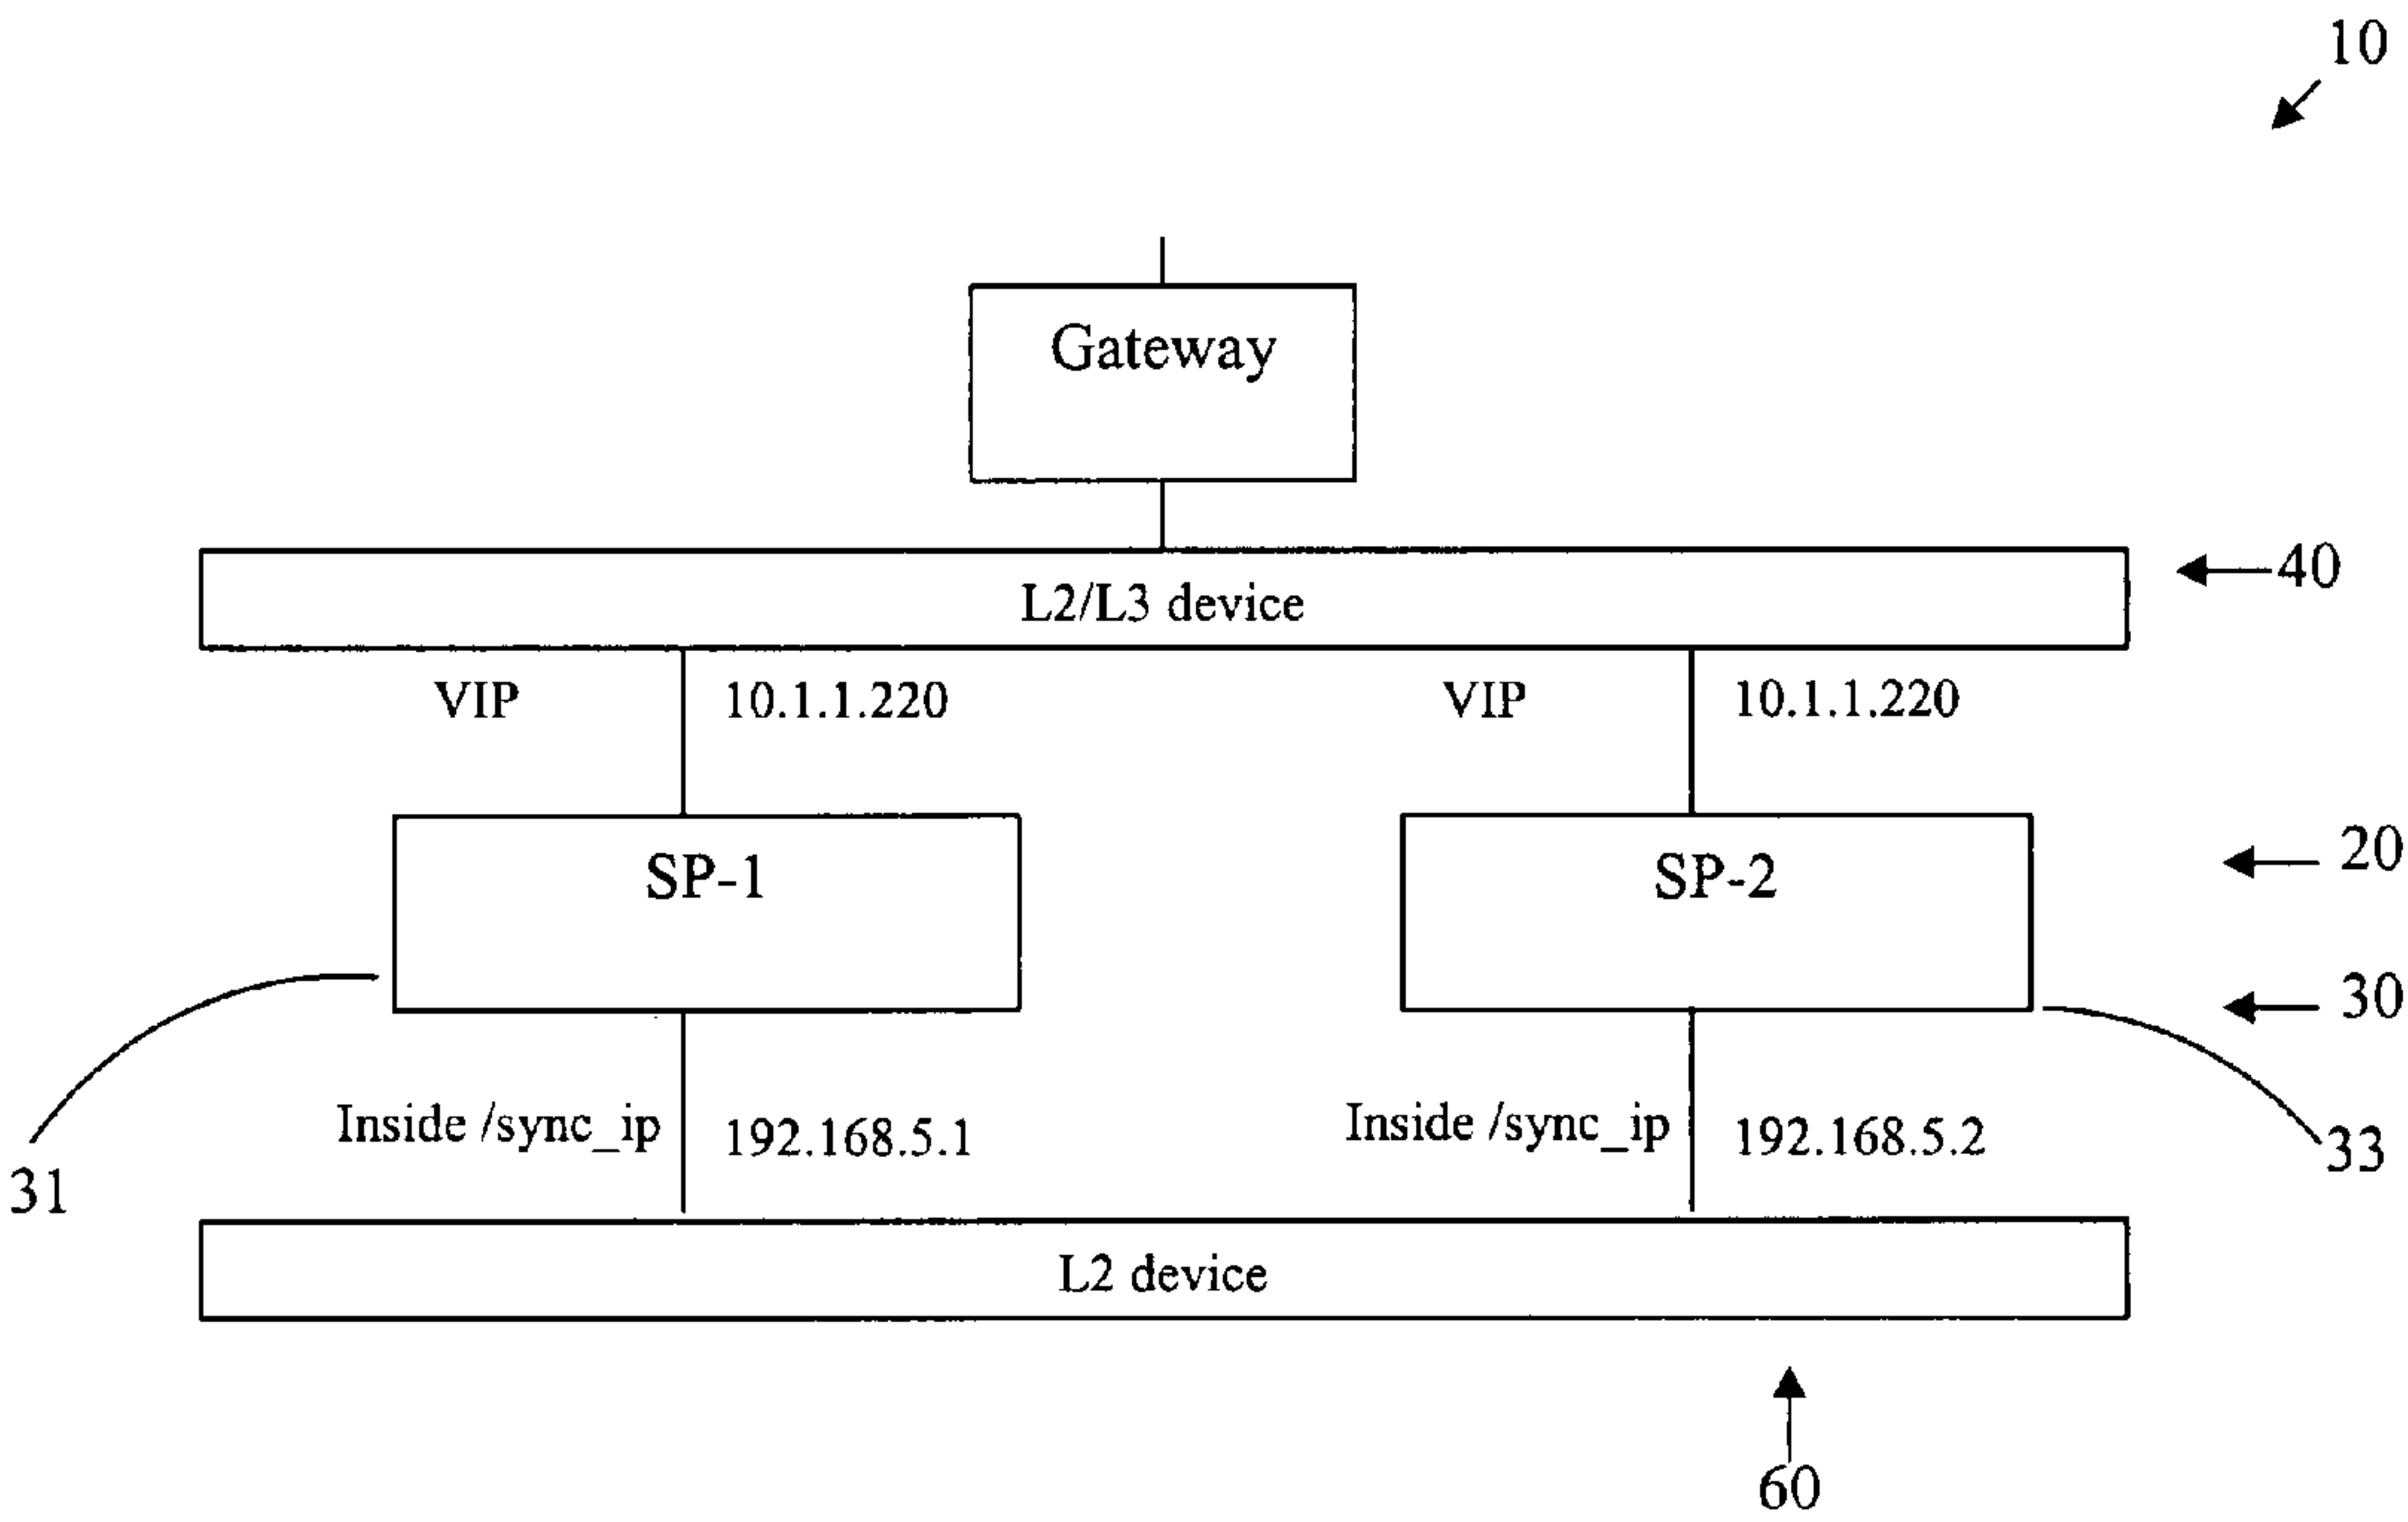 10
Gateway
L2/L3 device
40
VIP 10.1.1.220 VIP 10.1.1.220
SP-1 SP-2
20
30
Inside /sync_ip 192.168.5.1 Inside /sync_ip 192.168.5.2
31 33
L2 device
60